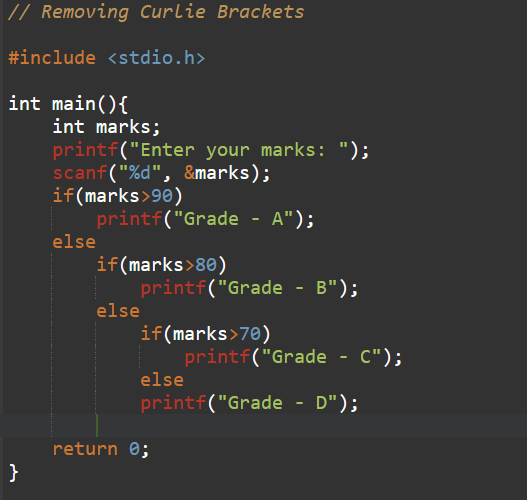 // Removing Curlie Brackets
#include <stdio.h>
int main(){
    int marks;
    printf("Enter your marks: ");
    scanf("%d", &marks);
    if(marks>90)
        printf("Grade - A");
    else
        if(marks>80)
            printf("Grade - B");
        else
            if(marks>70)
                printf("Grade - C");
            else
            printf("Grade - D");
    return 0;
}